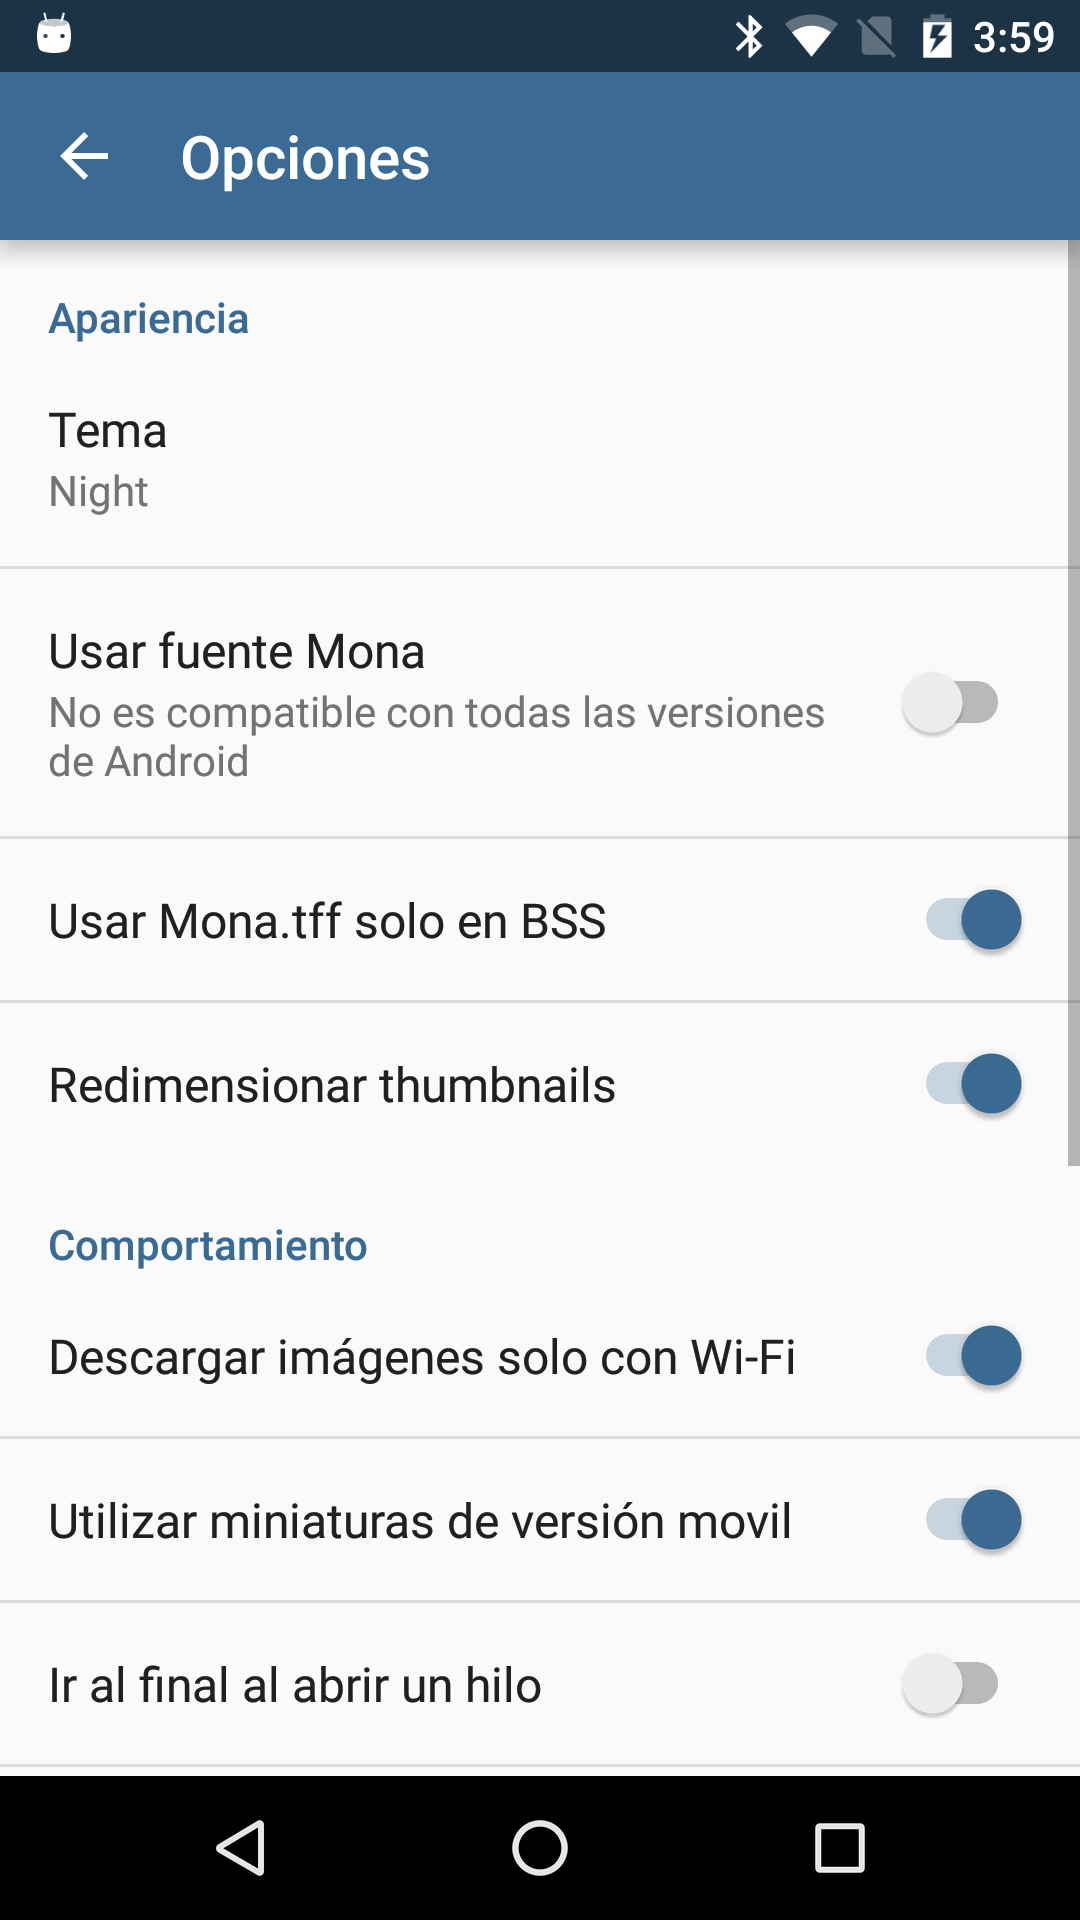 3:59
Opciones
Apariencia
Tema
Night
Usar fuente Mona
No es compatible con todas las versiones
de Android
Usar Mona.tff solo en BSS
Redimensionar thumbnails
Comportamiento
Descargar imágenes solo con Wi-Fi
Utilizar miniaturas de versión movil
Ir al final al abrir un hilo